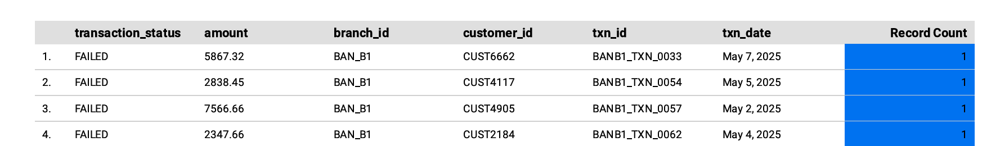 transaction_status amount branch_id customer_id txn_id txn_date Record Count
1. FAILED 5867.32 BAN_B1 CUST6662 BANB1_TXN_0033 May 7, 2025 1
2. FAILED 2838.45 BAN_B1 CUST4117 BANB1_TXN_0054 May 5, 2025 1
3. FAILED 7566.66 BAN_B1 CUST4905 BANB1_TXN_0057 May 2, 2025 1
4. FAILED 2347.66 BAN_B1 CUST2184 BANB1_TXN_0062 May 4, 2025 1